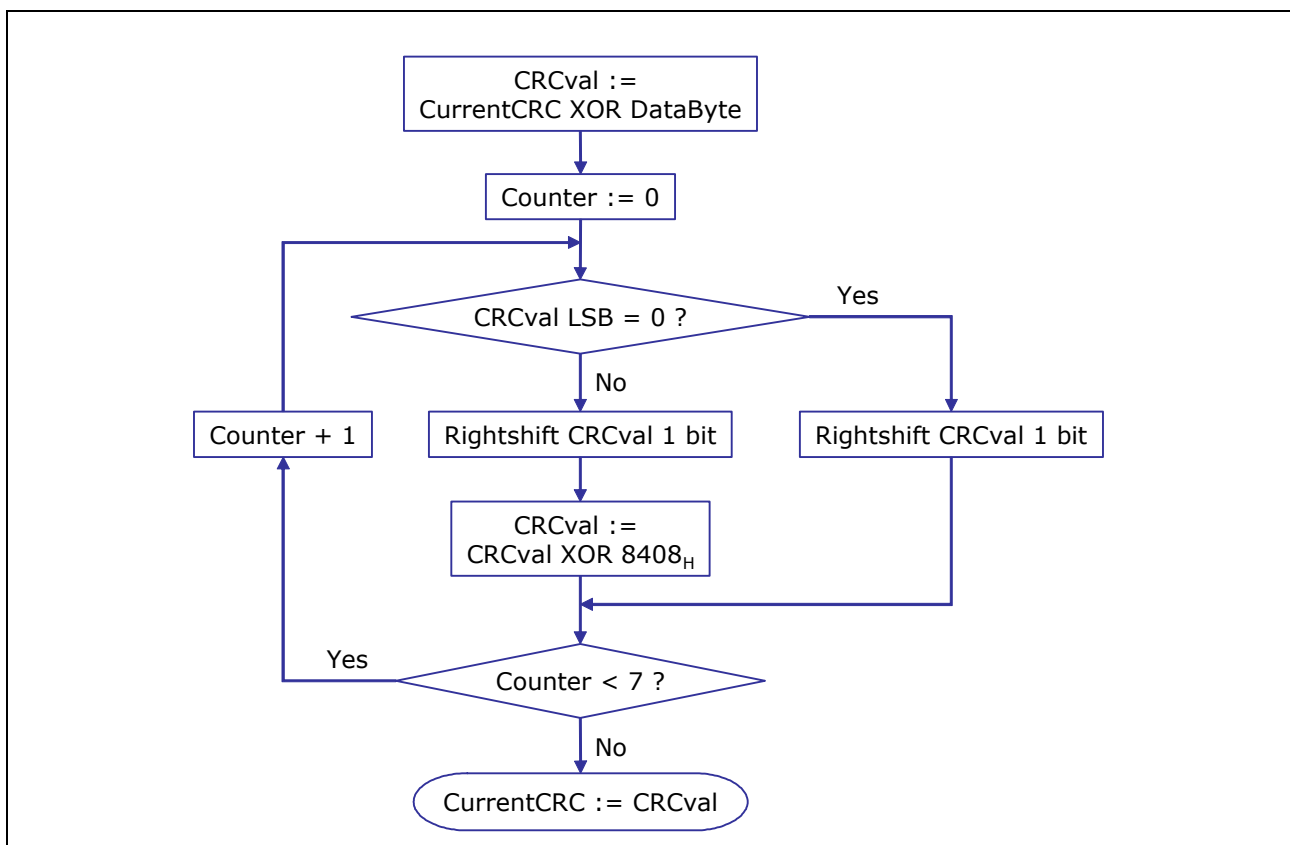 CRCval :=
CurrentCRC XOR DataByte
Counter := 0
CRCval LSB = 0 ?
Yes
No
Counter + 1
Rightshift CRCval 1 bit
Rightshift CRCval 1 bit
CRCval :=
CRCval XOR 8408H
Yes
Counter < 7 ?
No
CurrentCRC := CRCval